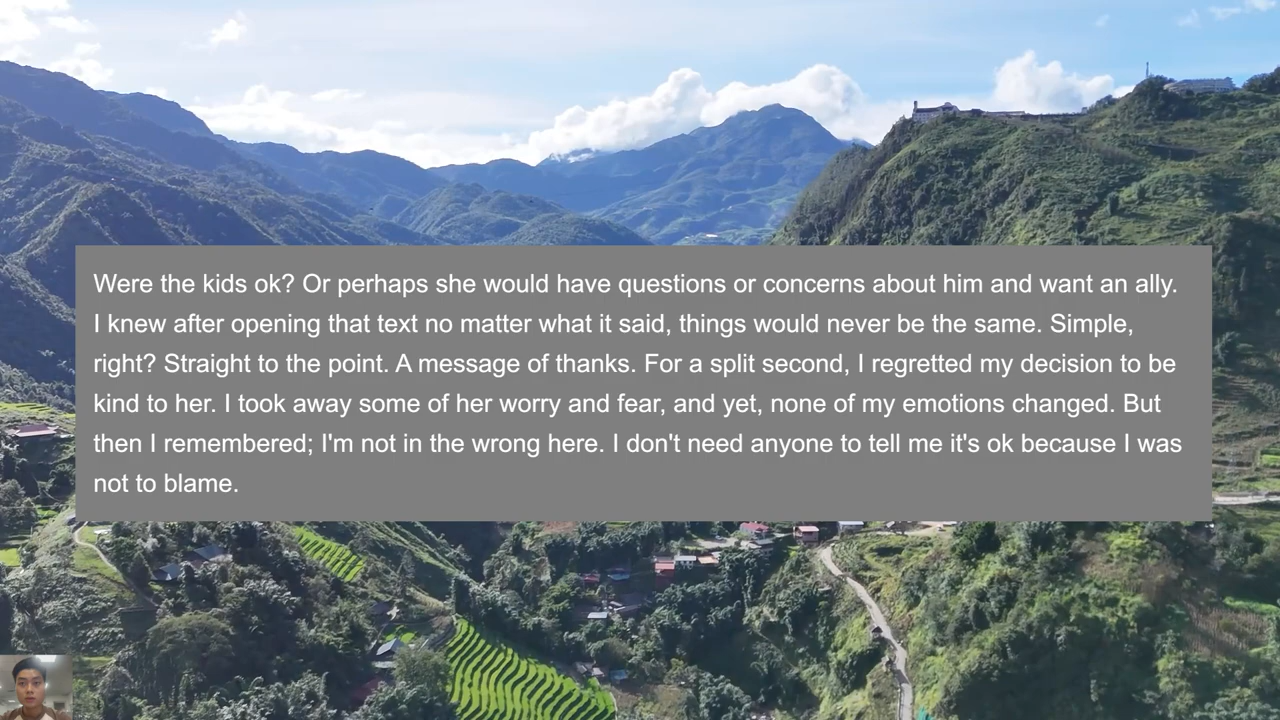 Were the kids ok? Or perhaps she would have questions or concerns about him and want an ally.
I knew after opening that text no matter what it said, things would never be the same. Simple,
right? Straight to the point. A message of thanks. For a split second, I regretted my decision to be
kind to her. I took away some of her worry and fear, and yet, none of my emotions changed. But
then I remembered; I'm not in the wrong here. I don't need anyone to tell me it's ok because I was
not to blame.